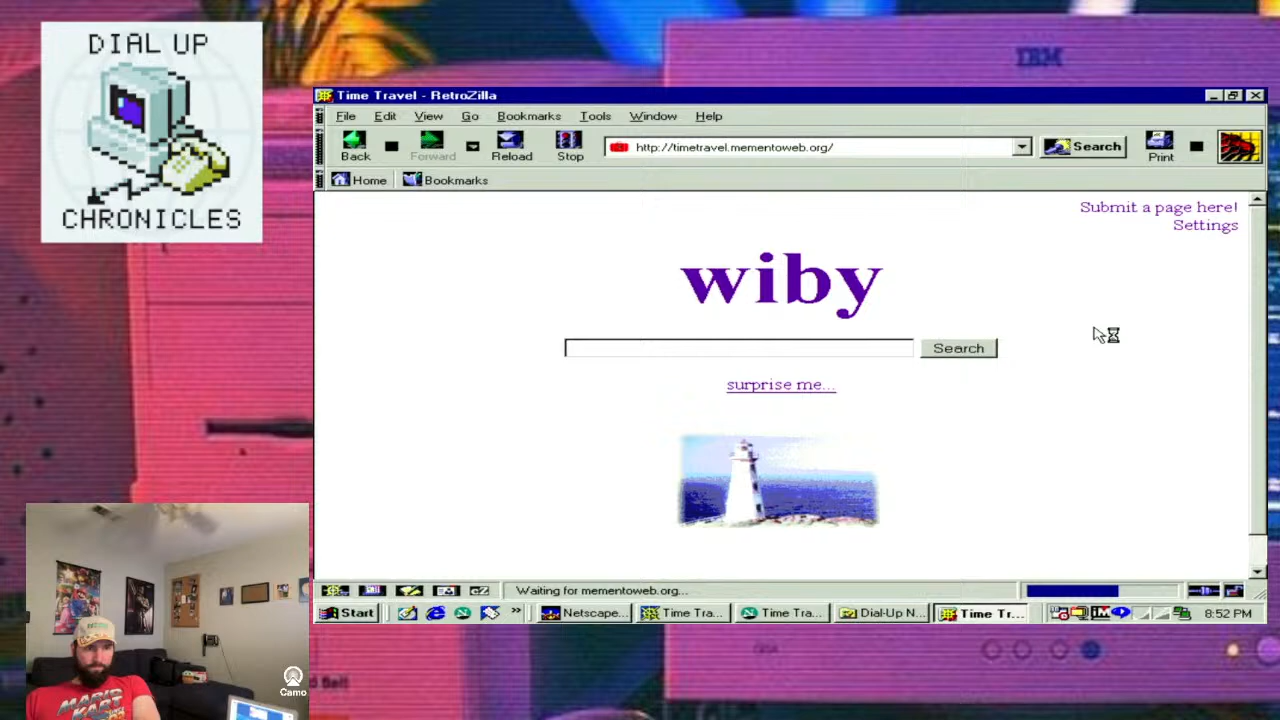 DIAL UP
CHRONICLES
IBM
Time Travel - RetroZilla
File Edit View Go Bookmarks Tools Window Help
Back Forward Reload Stop http://timetravel.mementoweb.org/ Search Print
Home Bookmarks
Submit a page here!
Settings
wiby
Search
surprise me...
Waiting for mementoweb.org...
Start » Netscape... Time Tra... Time Tra... Dial-Up N... Time Tr... 8:52 PM
Camo
Bell